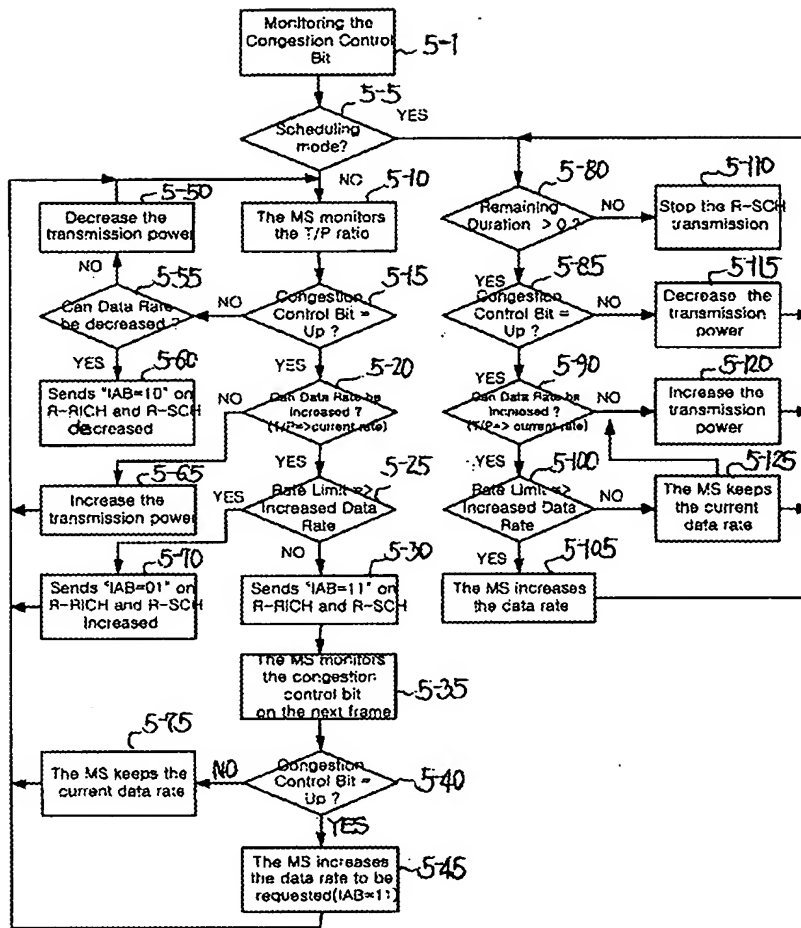 Monitoring the
Congestion Control
Bit
5-1
5-5
YES
Scheduling
mode?
NO
5-50
Decrease the
transmission power
5-10
The MS monitors
the T/P ratio
5-80
Remaining
Duration > 0 ?
NO
5-110
Stop the R-SCH
transmission
NO
5-55
Can Data Rate
be decreased ?
NO
5-15
Congestion
Control Bit =
Up ?
YES
5-85
Congestion
Control Bit =
Up ?
NO
5-115
Decrease the
transmission
power
YES
5-60
Sends "IAB=10" on
R-RICH and R-SCH
decreased
YES
5-20
NO
Can Data Rate be
Increased ?
(T/P=>current rate)
YES
5-90
Can Data Rate be
Increased ?
(T/P=>current rate)
NO
5-120
Increase the
transmission
power
5-65
Increase the
transmission power
YES
5-25
YES
Rate Limit =>
Increased Data
Rate
YES
5-100
Rate Limit =>
Increased Data
Rate
NO
5-125
The MS keeps
the current
data rate
5-70
Sends "IAB=01" on
R-RICH and R-SCH
Increased
NO
5-30
Sends "IAB=11" on
R-RICH and R-SCH
YES
5-105
The MS increases
the data rate
The MS monitors
the congestion
control bit
on the next frame
5-35
5-75
The MS keeps the
current data rate
NO
Congestion
Control Bit =
Up ?
5-40
YES
The MS increases
the data rate to be
requested(IAB=11)
5-45